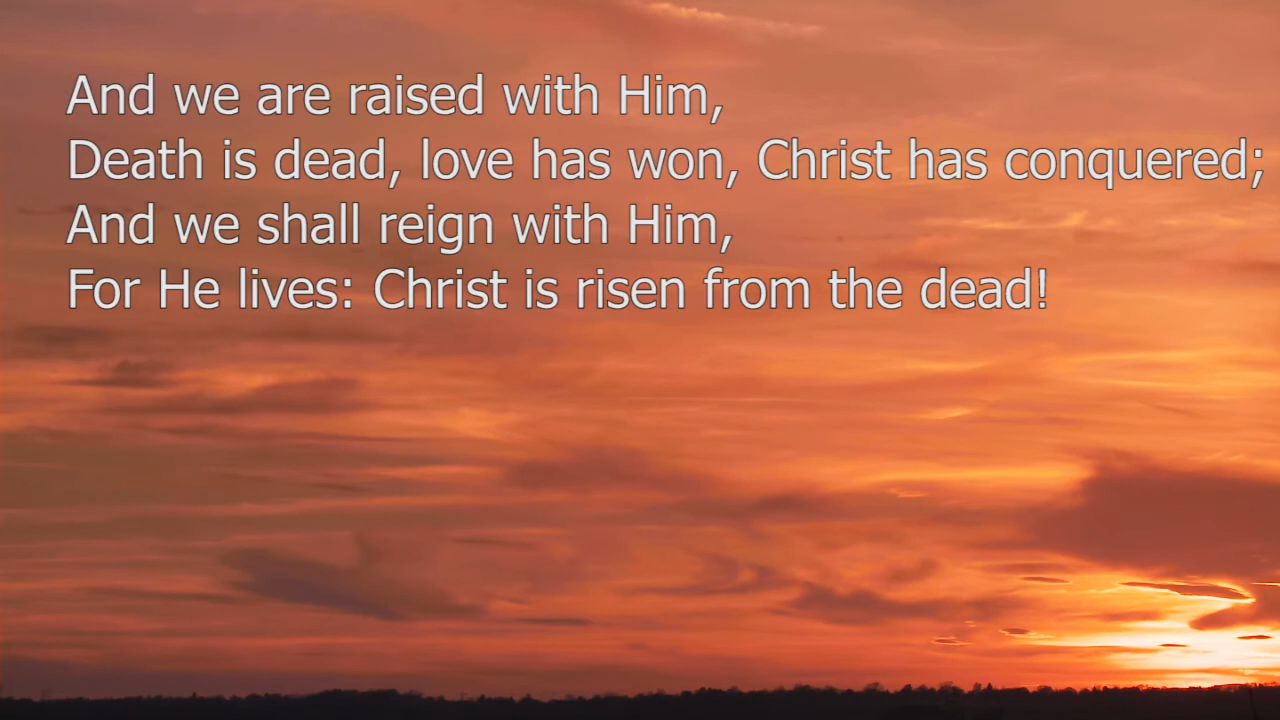 And we are raised with Him,
Death is dead, love has won, Christ has conquered;
And we shall reign with Him,
For He lives: Christ is risen from the dead!